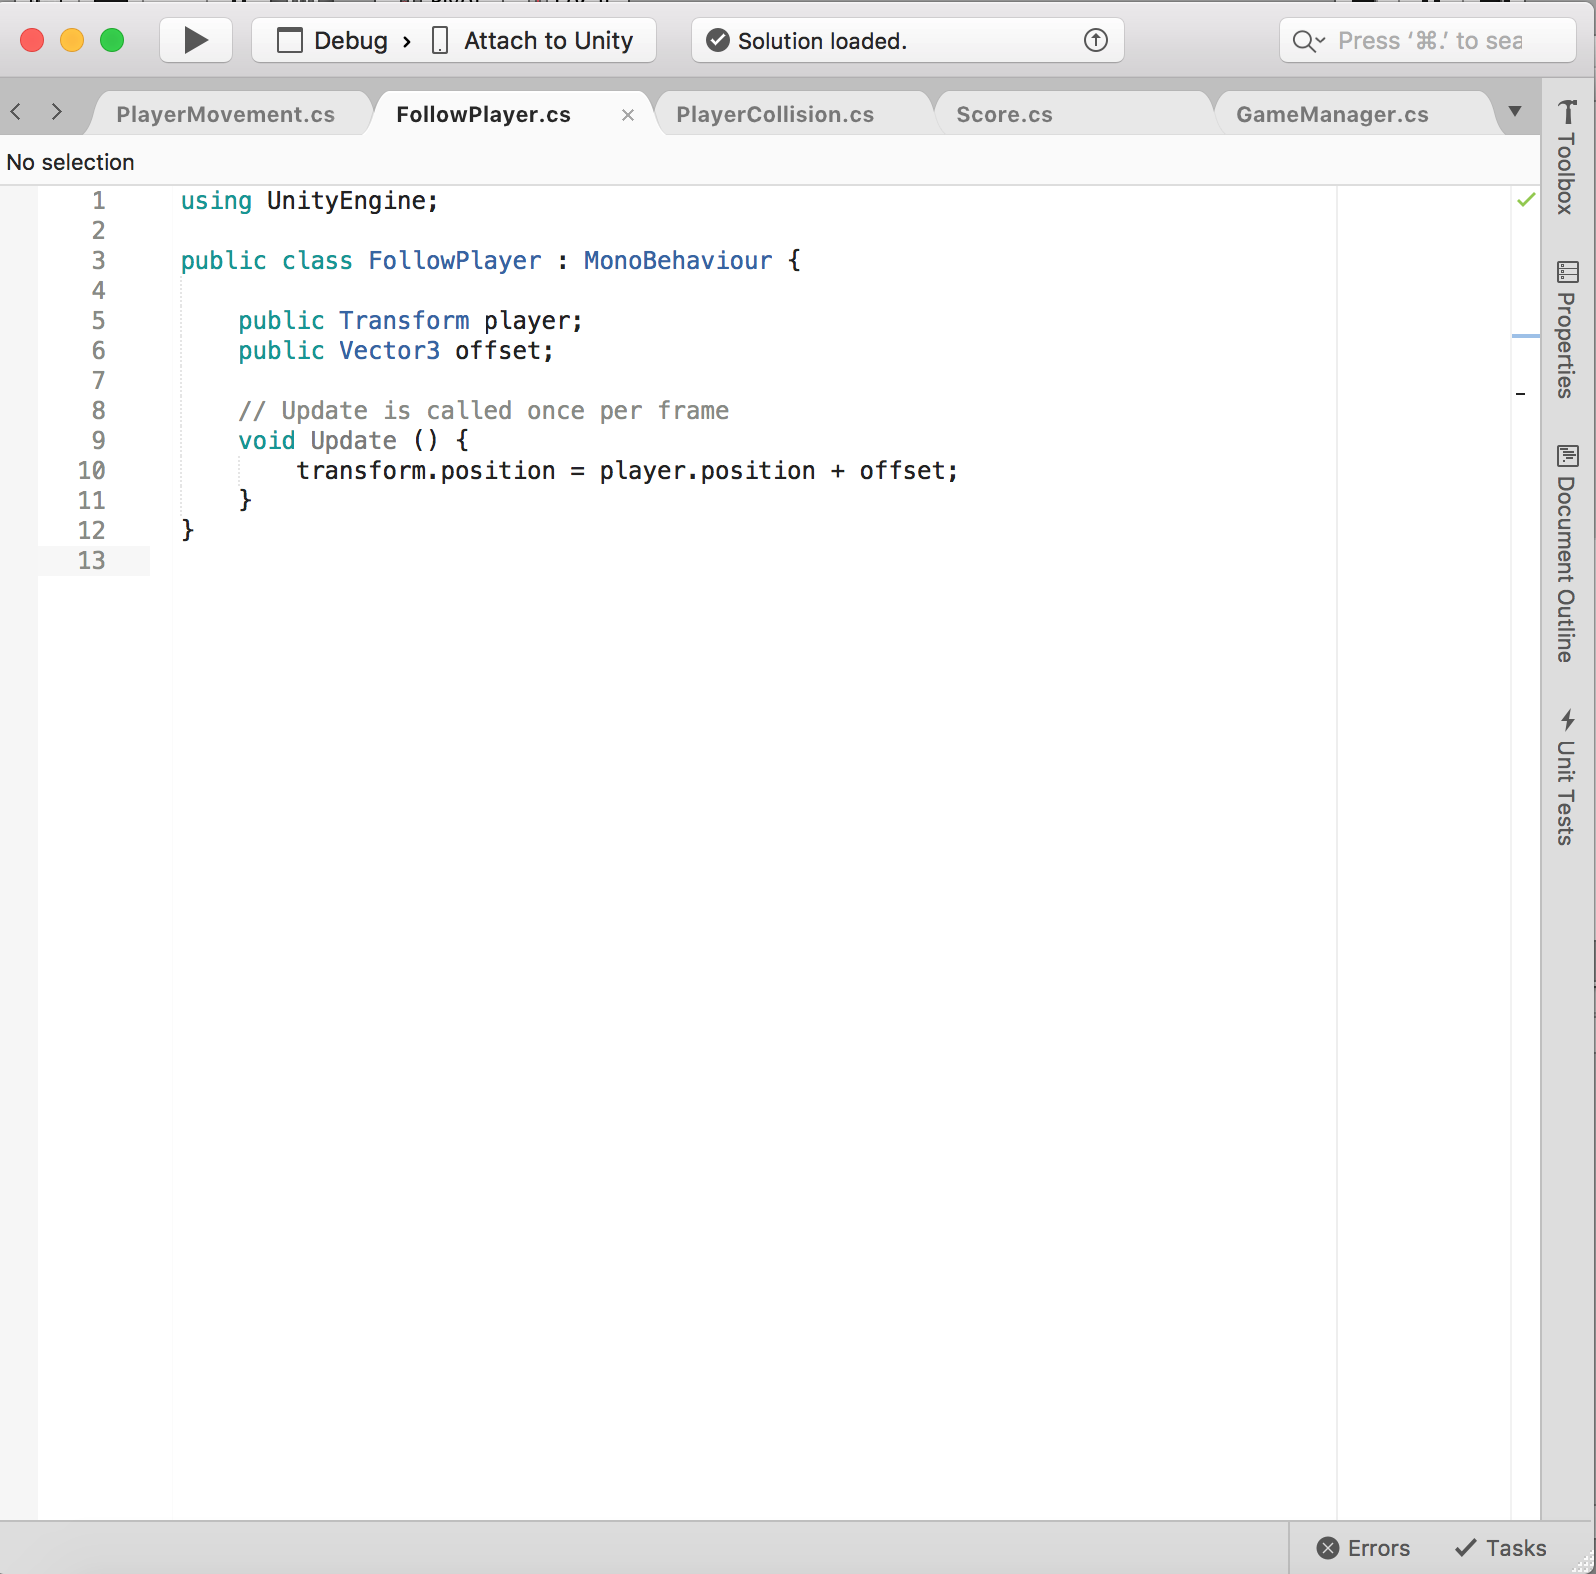 Debug › Attach to Unity
Solution loaded.
Press ‘⌘.’ to sea
PlayerMovement.cs
FollowPlayer.cs ×
PlayerCollision.cs
Score.cs
GameManager.cs
No selection
1 using UnityEngine;
2
3 public class FollowPlayer : MonoBehaviour {
4
5 public Transform player;
6 public Vector3 offset;
7
8 // Update is called once per frame
9 void Update () {
10 transform.position = player.position + offset;
11 }
12 }
13
Toolbox
Properties
Document Outline
Unit Tests
Errors
Tasks